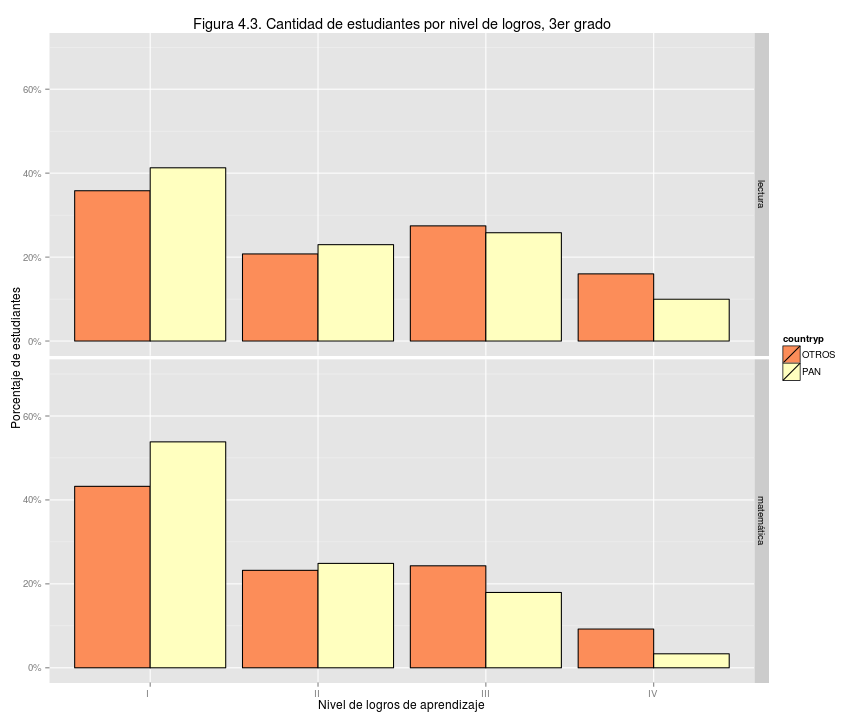 Figura 4.3. Cantidad de estudiantes por nivel de logros, 3er grado
Porcentaje de estudiantes
60%
40%
20%
0%
lectura
60%
40%
20%
0%
matemática
I
II
III
IV
Nivel de logros de aprendizaje
countryp
OTROS
PAN